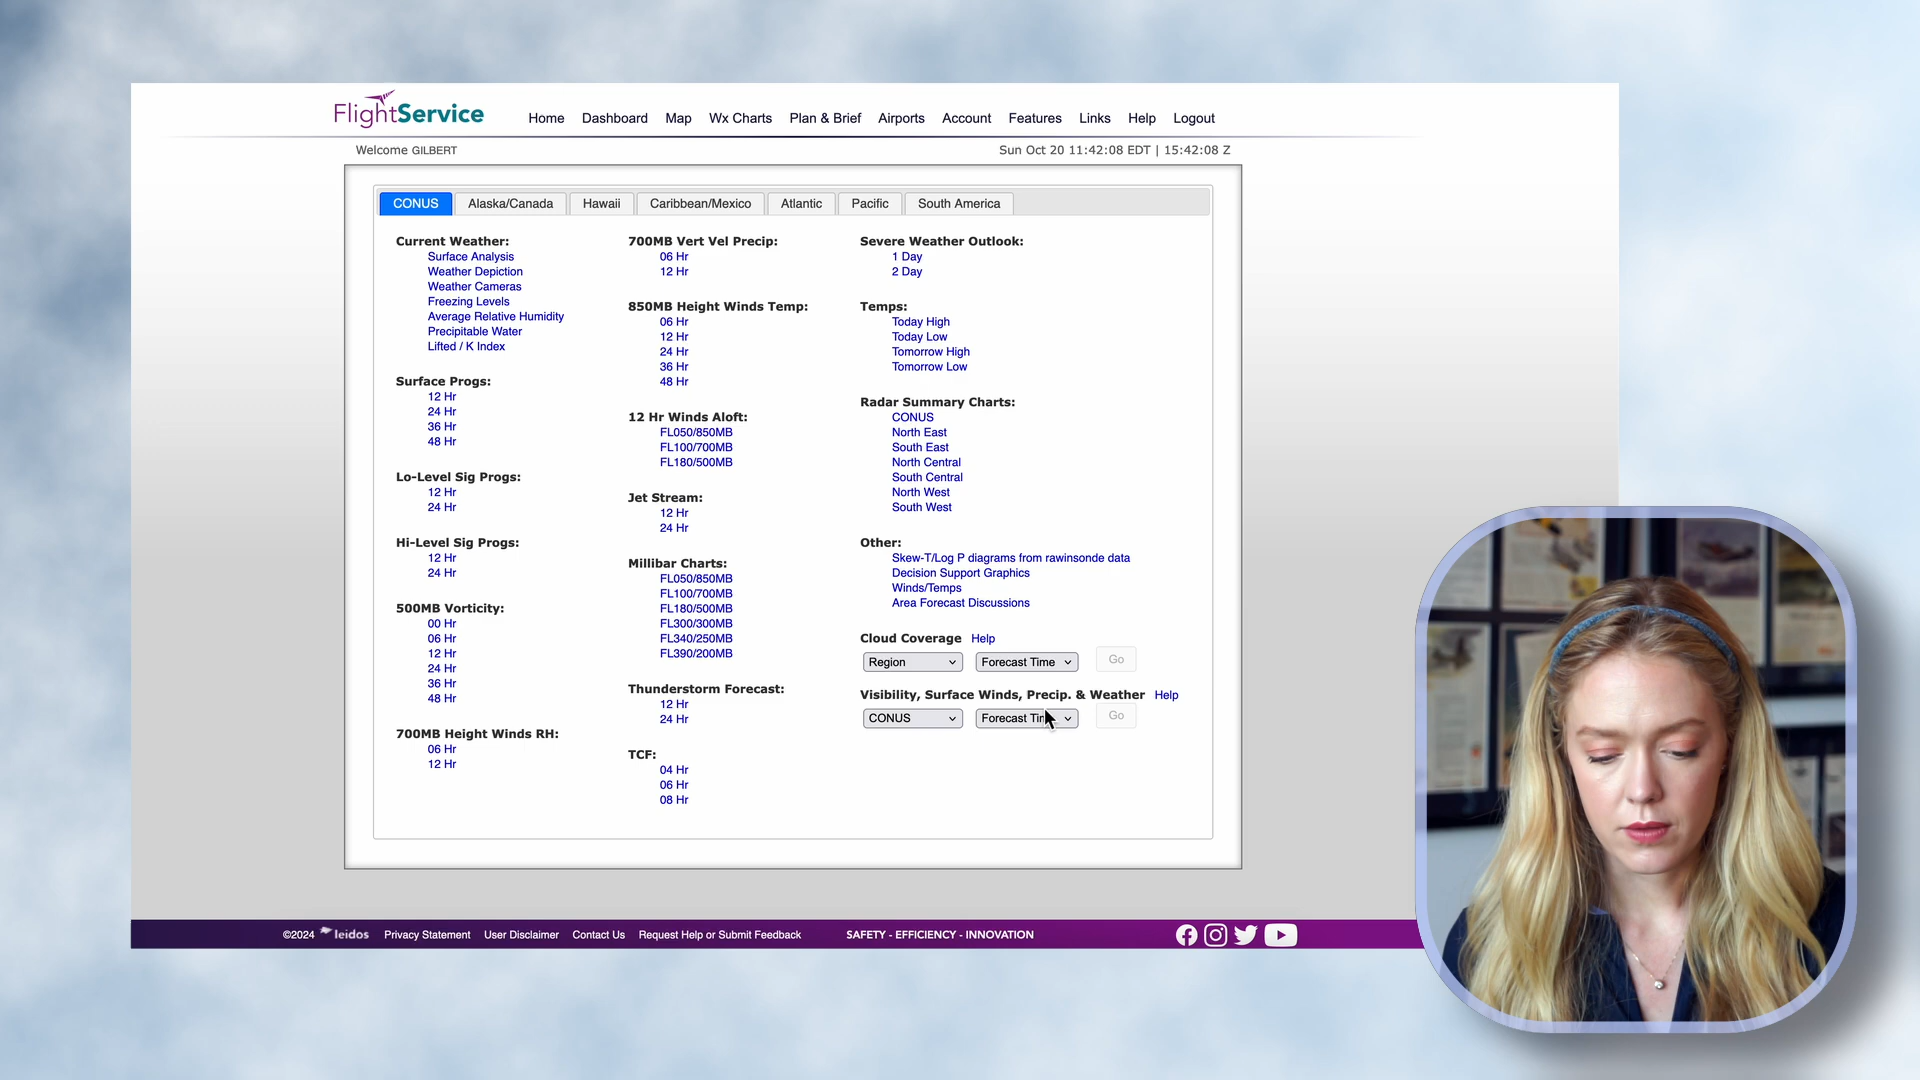 FlightService
Home Dashboard Map Wx Charts Plan & Brief Airports Account Features Links Help Logout
Welcome GILBERT
Sun Oct 20 11:42:08 EDT | 15:42:08 Z
CONUS Alaska/Canada Hawaii Caribbean/Mexico Atlantic Pacific South America
Current Weather:
Surface Analysis
Weather Depiction
Weather Cameras
Freezing Levels
Average Relative Humidity
Precipitable Water
Lifted / K Index
Surface Progs:
12 Hr
24 Hr
36 Hr
48 Hr
Lo-Level Sig Progs:
12 Hr
24 Hr
Hi-Level Sig Progs:
12 Hr
24 Hr
500MB Vorticity:
00 Hr
06 Hr
12 Hr
24 Hr
36 Hr
48 Hr
700MB Height Winds RH:
06 Hr
12 Hr
700MB Vert Vel Precip:
06 Hr
12 Hr
850MB Height Winds Temp:
06 Hr
12 Hr
24 Hr
36 Hr
48 Hr
12 Hr Winds Aloft:
FL050/850MB
FL100/700MB
FL180/500MB
Jet Stream:
12 Hr
24 Hr
Millibar Charts:
FL050/850MB
FL100/700MB
FL180/500MB
FL300/300MB
FL340/250MB
FL390/200MB
Thunderstorm Forecast:
12 Hr
24 Hr
TCF:
04 Hr
06 Hr
08 Hr
Severe Weather Outlook:
1 Day
2 Day
Temps:
Today High
Today Low
Tomorrow High
Tomorrow Low
Radar Summary Charts:
CONUS
North East
South East
North Central
South Central
North West
South West
Other:
Skew-T/Log P diagrams from rawinsonde data
Decision Support Graphics
Winds/Temps
Area Forecast Discussions
Cloud Coverage Help
Region Forecast Time Go
Visibility, Surface Winds, Precip. & Weather Help
CONUS Forecast Time Go
©2024 leidos Privacy Statement User Disclaimer Contact Us Request Help or Submit Feedback SAFETY - EFFICIENCY - INNOVATION